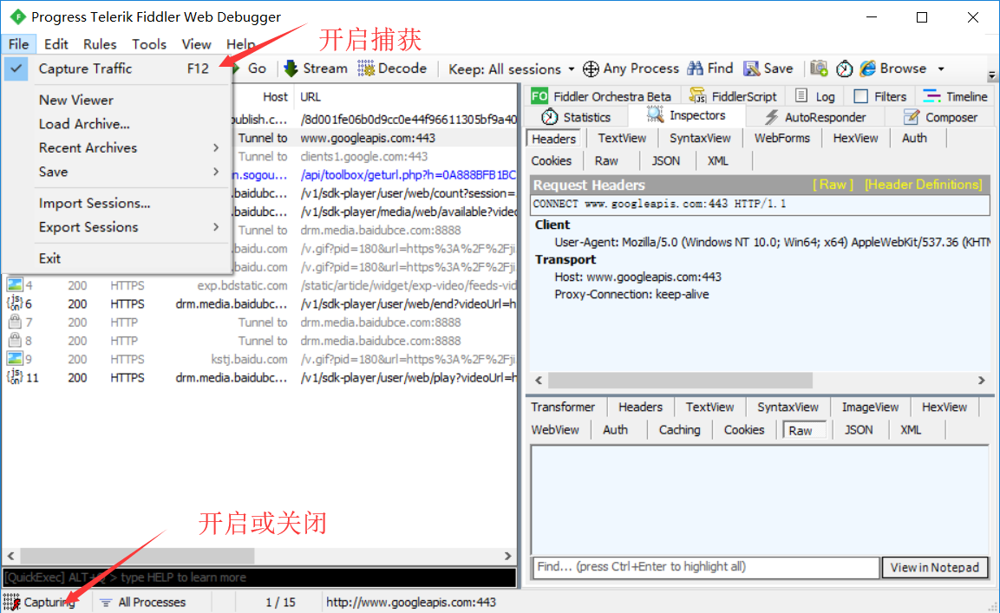 Progress Telerik Fiddler Web Debugger
File Edit Rules Tools View Help
开启捕获
Capture Traffic F12
Go Stream Decode Keep: All sessions Any Process Find Save Browse
New Viewer
Load Archive...
Recent Archives
Save
Import Sessions...
Export Sessions
Exit
Host URL
publish.c... /8d001fe06b0d9cc0e44f96611305bf9a40
Tunnel to www.googleapis.com:443
Tunnel to clients1.google.com:443
n.sogou... /api/toolbox/geturl.php?h=0A888BFB1BC
.baidubc... /v1/sdk-player/user/web/count?session=
.baidubc... /v1/sdk-player/media/web/available?video
Tunnel to drm.media.baidubce.com:8888
.baidu.com /v.gif?pid=180&url=https%3A%2F%2Fji
.baidu.com /v.gif?pid=180&url=https%3A%2F%2Fji
4 200 HTTPS exp.bdstatic.com /static/article/widget/exp-video/feeds-vid
6 200 HTTPS drm.media.baidubc... /v1/sdk-player/user/web/end?videoUrl=h
7 200 HTTP Tunnel to drm.media.baidubce.com:8888
8 200 HTTP Tunnel to drm.media.baidubce.com:8888
9 200 HTTPS kstj.baidu.com /v.gif?pid=180&url=https%3A%2F%2Fji
11 200 HTTPS drm.media.baidubc... /v1/sdk-player/user/web/play?videoUrl=h
FO Fiddler Orchestra Beta FiddlerScript Log Filters Timeline
Statistics Inspectors AutoResponder Composer
Headers TextView SyntaxView WebForms HexView Auth
Cookies Raw JSON XML
Request Headers [ Raw ] [Header Definitions]
CONNECT www.googleapis.com:443 HTTP/1.1
Client
User-Agent: Mozilla/5.0 (Windows NT 10.0; Win64; x64) AppleWebKit/537.36 (KHTM
Transport
Host: www.googleapis.com:443
Proxy-Connection: keep-alive
Transformer Headers TextView SyntaxView ImageView HexView
WebView Auth Caching Cookies Raw JSON XML
Find... (press Ctrl+Enter to highlight all) View in Notepad
开启或关闭
[QuickExec] ALT+Q > type HELP to learn more
Capturing All Processes 1 / 15 http://www.googleapis.com:443